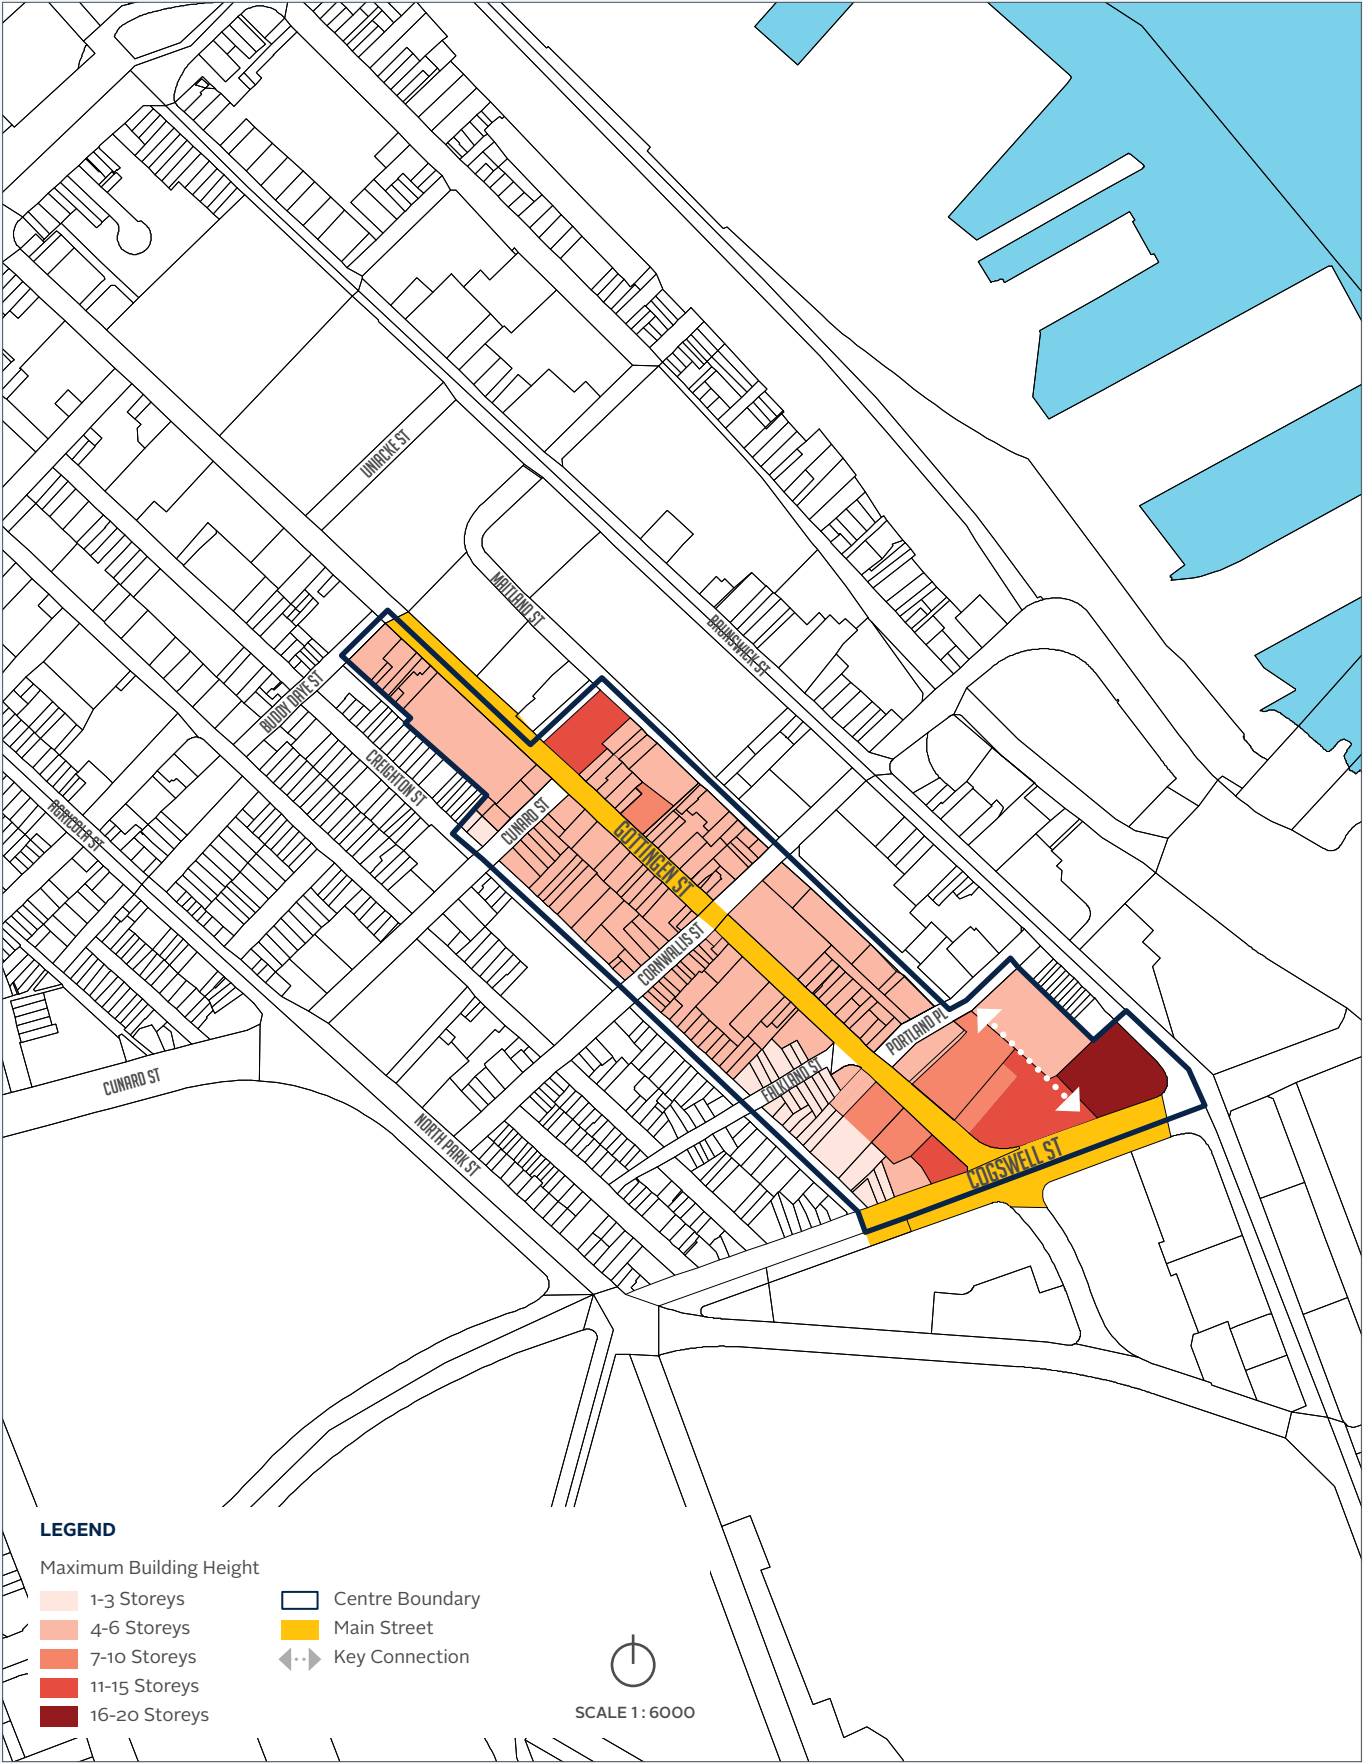 UNIACKE ST
MAITLAND ST
BRUNSWICK ST
BUDDY DAYE ST
CREIGHTON ST
AGRICOLA ST
CUNARD ST
GOTTINGEN ST
CORNWALLIS ST
PORTLAND PL
FALKLAND ST
CUNARD ST
NORTH PARK ST
COGSWELL ST
LEGEND
Maximum Building Height
1-3 Storeys
4-6 Storeys
7-10 Storeys
11-15 Storeys
16-20 Storeys
Centre Boundary
Main Street
Key Connection
SCALE 1 : 6000